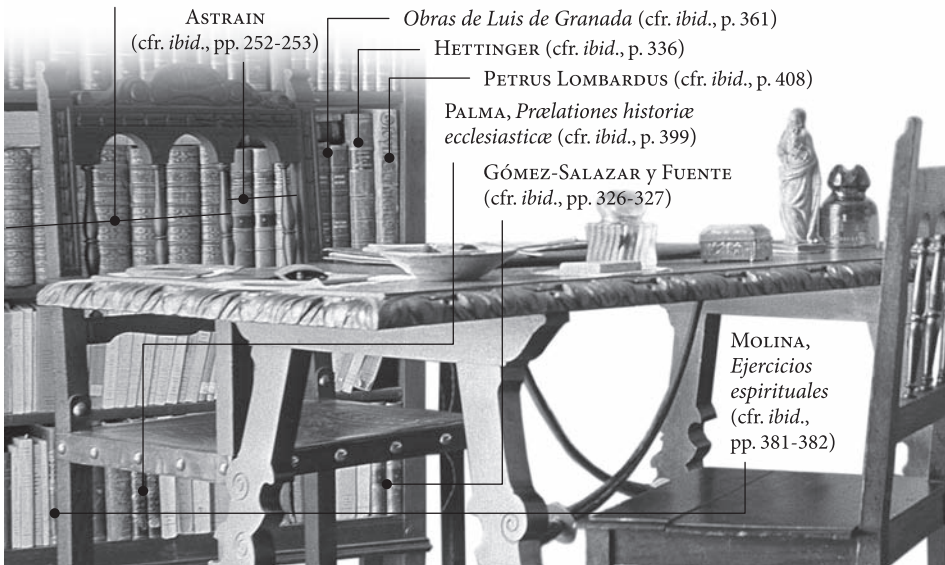 ASTRAIN
(cfr. ibid., pp. 252-253)
Obras de Luis de Granada (cfr. ibid., p. 361)
HETTINGER (cfr. ibid., p. 336)
PETRUS LOMBARDUS (cfr. ibid., p. 408)
PALMA, Prælationes historiæ
ecclesiasticæ (cfr. ibid., p. 399)
GÓMEZ-SALAZAR y FUENTE
(cfr. ibid., pp. 326-327)
MOLINA,
Ejercicios
espirituales
(cfr. ibid.,
pp. 381-382)